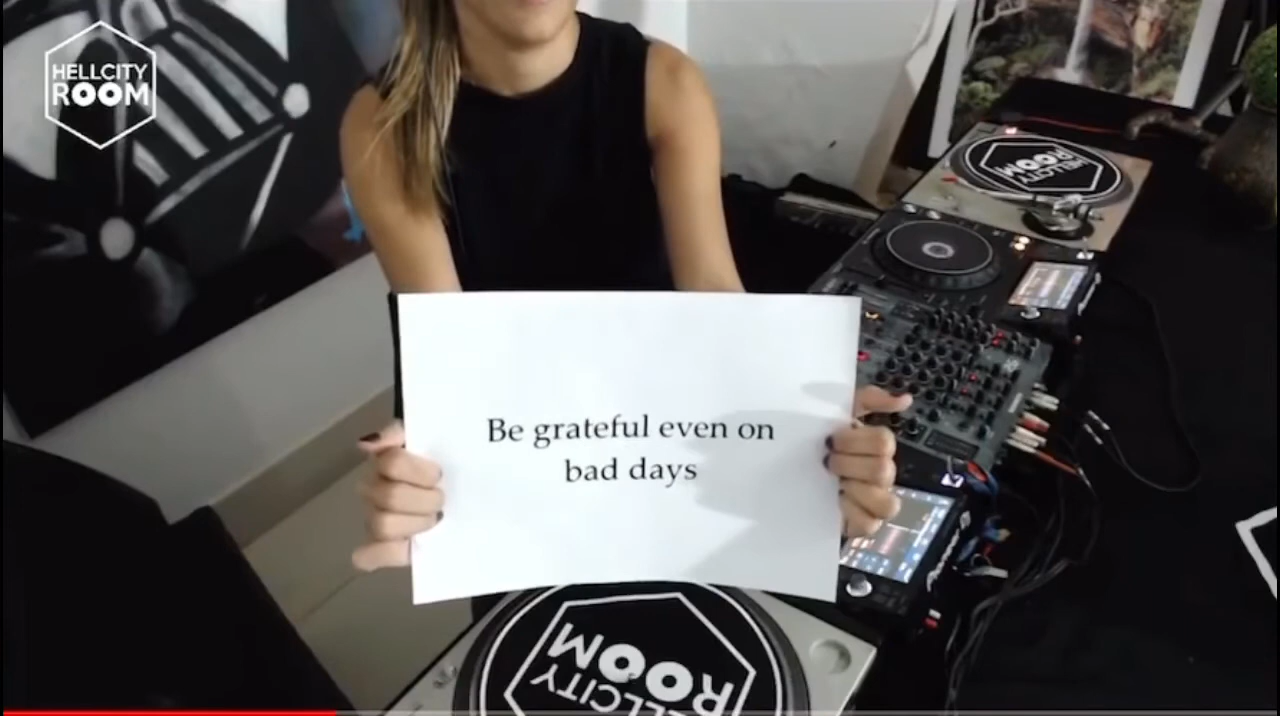 HELLCITY
ROOM
HELLCITY
ROOM
Be grateful even on
bad days
HELLCITY
ROOM